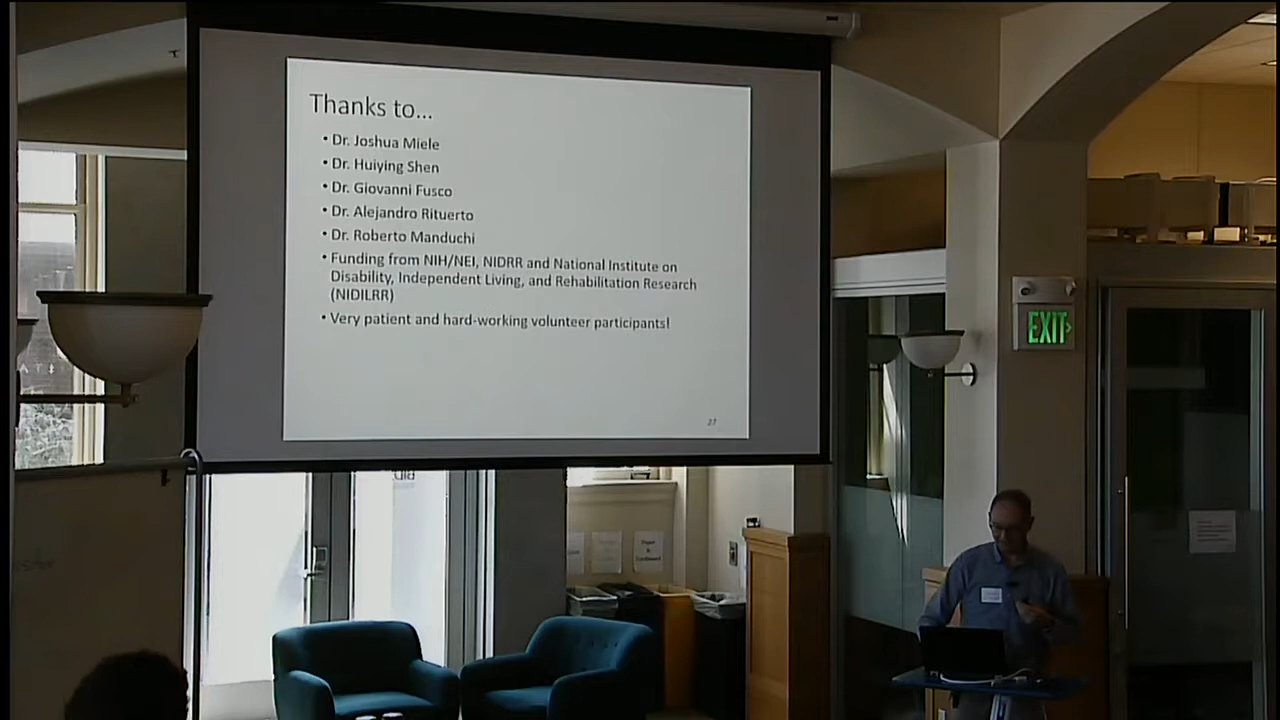 Thanks to...
• Dr. Joshua Miele
• Dr. Huiying Shen
• Dr. Giovanni Fusco
• Dr. Alejandro Rituerto
• Dr. Roberto Manduchi
• Funding from NIH/NEI, NIDRR and National Institute on
Disability, Independent Living, and Rehabilitation Research
(NIDILRR)
• Very patient and hard-working volunteer participants!
27
EXIT